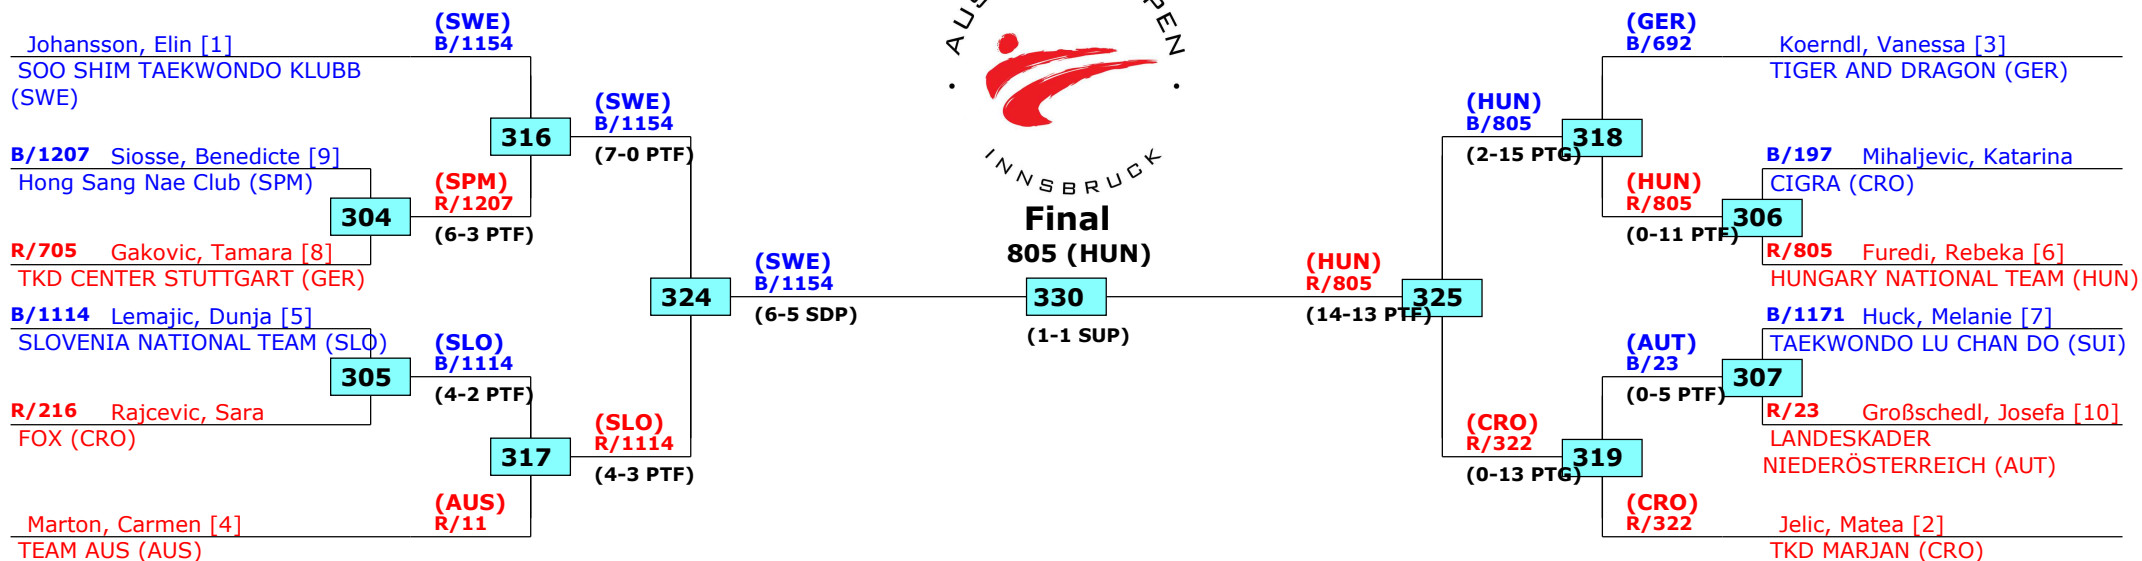 (SWE)
B/1154
Johansson, Elin [1]
SOO SHIM TAEKWONDO KLUBB
(SWE)
B/1207 Siosse, Benedicte [9]
Hong Sang Nae Club (SPM)
304
R/705 Gakovic, Tamara [8]
TKD CENTER STUTTGART (GER)
B/1114 Lemajic, Dunja [5]
SLOVENIA NATIONAL TEAM (SLO)
305
R/216 Rajcevic, Sara
FOX (CRO)
Marton, Carmen [4]
TEAM AUS (AUS)
316
(SPM)
R/1207
(6-3 PTF)
(SLO)
B/1114
(4-2 PTF)
317
(AUS)
R/11
(SWE)
B/1154
(7-0 PTF)
324
(SLO)
R/1114
(4-3 PTF)
(SWE)
B/1154
(6-5 SDP)
INNSBRUCK
Final
805 (HUN)
330
(1-1 SUP)
(HUN)
R/805
(14-13 PTF)
325
(HUN)
B/805
(2-15 PTG)
318
(CRO)
R/322
(0-13 PTG)
319
(GER)
B/692
Koerndl, Vanessa [3]
TIGER AND DRAGON (GER)
(HUN)
R/805
(0-11 PTF)
306
B/197 Mihaljevic, Katarina
CIGRA (CRO)
R/805 Furedi, Rebeka [6]
HUNGARY NATIONAL TEAM (HUN)
B/1171 Huck, Melanie [7]
TAEKWONDO LU CHAN DO (SUI)
(AUT)
B/23
(0-5 PTF)
307
R/23 Großschedl, Josefa [10]
LANDESKADER
NIEDERÖSTERREICH (AUT)
(CRO)
R/322
Jelic, Matea [2]
TKD MARJAN (CRO)